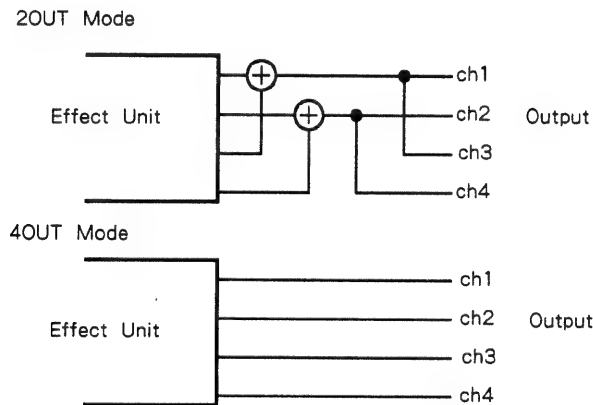 2OUT Mode
Effect Unit
ch1
ch2 Output
ch3
ch4
4OUT Mode
Effect Unit
ch1
ch2 Output
ch3
ch4